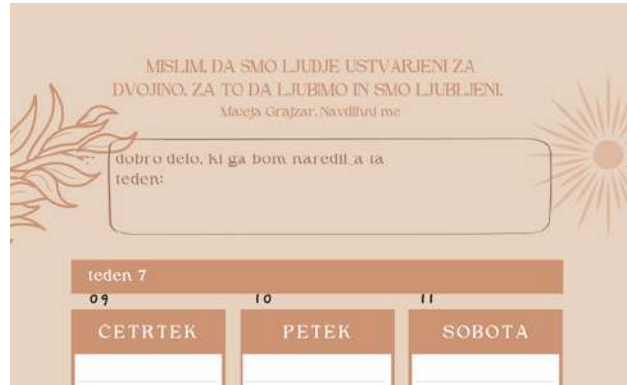 MISLIM, DA SMO LJUDJE USTVARJENI ZA
DVOJINO, ZA TO DA LJUBIMO IN SMO LJUBLJENI.
Mateja Grajzar, Navdihni me
dobro delo, ki ga bom naredil_a ta
teden:
teden 7
09 10 11
ČETRTEK PETEK SOBOTA